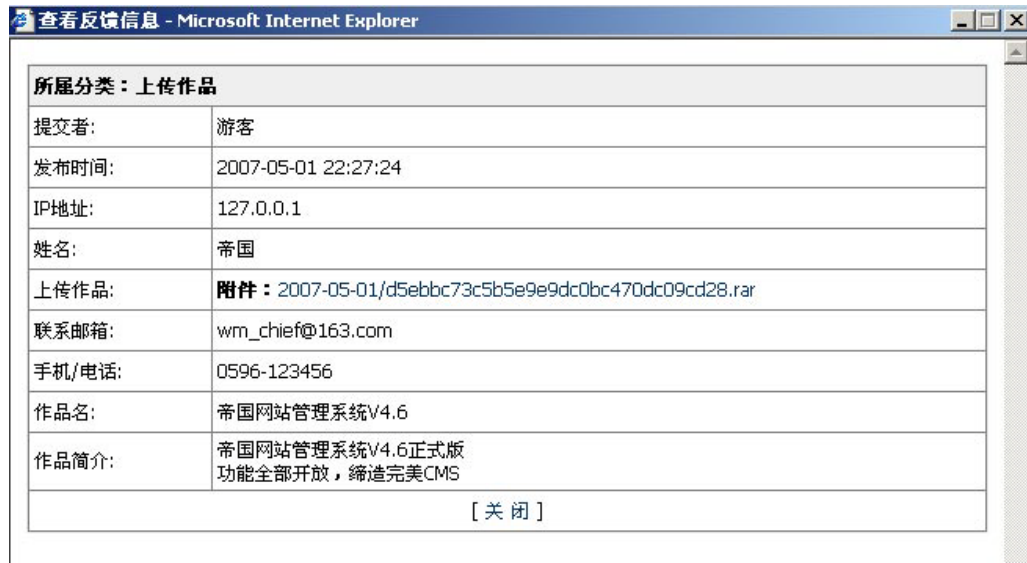 查看反馈信息 - Microsoft Internet Explorer
所属分类：上传作品
提交者: 游客
发布时间: 2007-05-01 22:27:24
IP地址: 127.0.0.1
姓名: 帝国
上传作品: 附件：2007-05-01/d5ebbc73c5b5e9e9dc0bc470dc09cd28.rar
联系邮箱: wm_chief@163.com
手机/电话: 0596-123456
作品名: 帝国网站管理系统V4.6
作品简介: 帝国网站管理系统V4.6正式版
功能全部开放，缔造完美CMS
[ 关 闭 ]